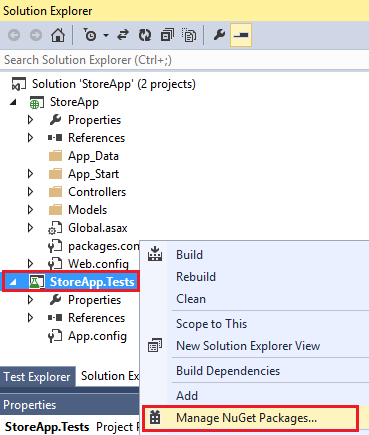 Solution Explorer
Search Solution Explorer (Ctrl+;)
Solution 'StoreApp' (2 projects)
StoreApp
Properties
References
App_Data
App_Start
Controllers
Models
Global.asax
packages.con
Web.config
StoreApp.Tests
Properties
References
App.config
Build
Rebuild
Clean
Scope to This
New Solution Explorer View
Build Dependencies
Add
Manage NuGet Packages...
Test Explorer Solution Ex
Properties
StoreApp.Tests Project P